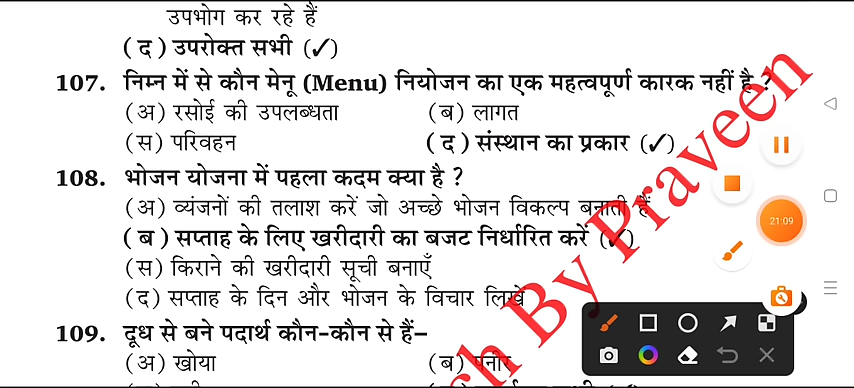 उपभोग कर रहे हैं
(द) उपरोक्त सभी (✓)
107. निम्न में से कौन मेनू (Menu) नियोजन का एक महत्वपूर्ण कारक नहीं है ?
(अ) रसोई की उपलब्धता (ब) लागत
(स) परिवहन (द) संस्थान का प्रकार (✓)
108. भोजन योजना में पहला कदम क्या है ?
(अ) व्यंजनों की तलाश करें जो अच्छे भोजन विकल्प बनाती हैं
(ब) सप्ताह के लिए खरीदारी का बजट निर्धारित करें (✓)
(स) किराने की खरीदारी सूची बनाएँ
(द) सप्ताह के दिन और भोजन के विचार लिखें
109. दूध से बने पदार्थ कौन-कौन से हैं–
(अ) खोया (ब) पनीर
By Praveen
21:09